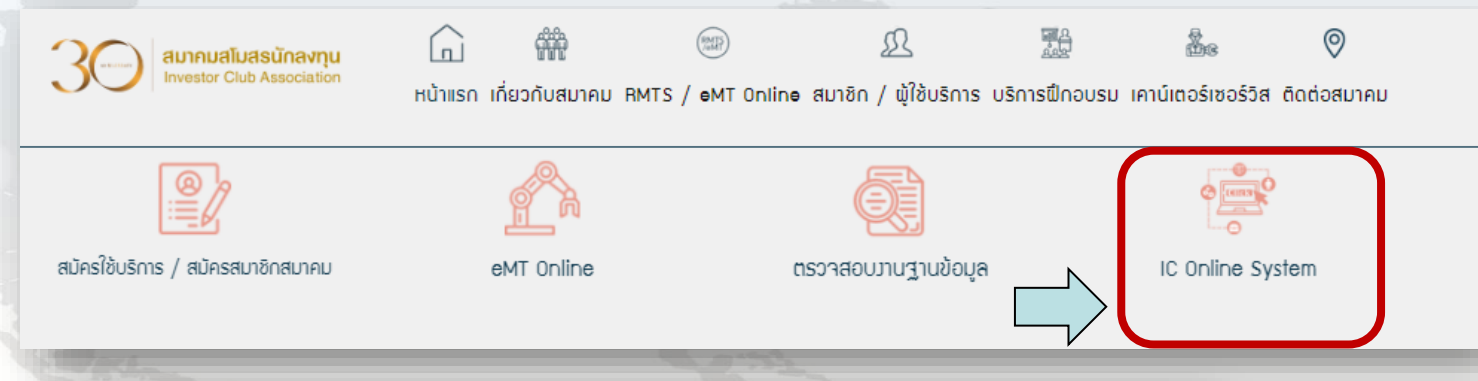 30 สมาคมสโมสรนักลงทุน
Investor Club Association
RMTS
/eMT
หน้าแรก เกี่ยวกับสมาคม RMTS / eMT Online สมาชิก / ผู้ใช้บริการ บริการฝึกอบรม เคาน์เตอร์เซอร์วิส ติดต่อสมาคม
สมัครใช้บริการ / สมัครสมาชิกสมาคม eMT Online ตรวจสอบงานฐานข้อมูล IC Online System